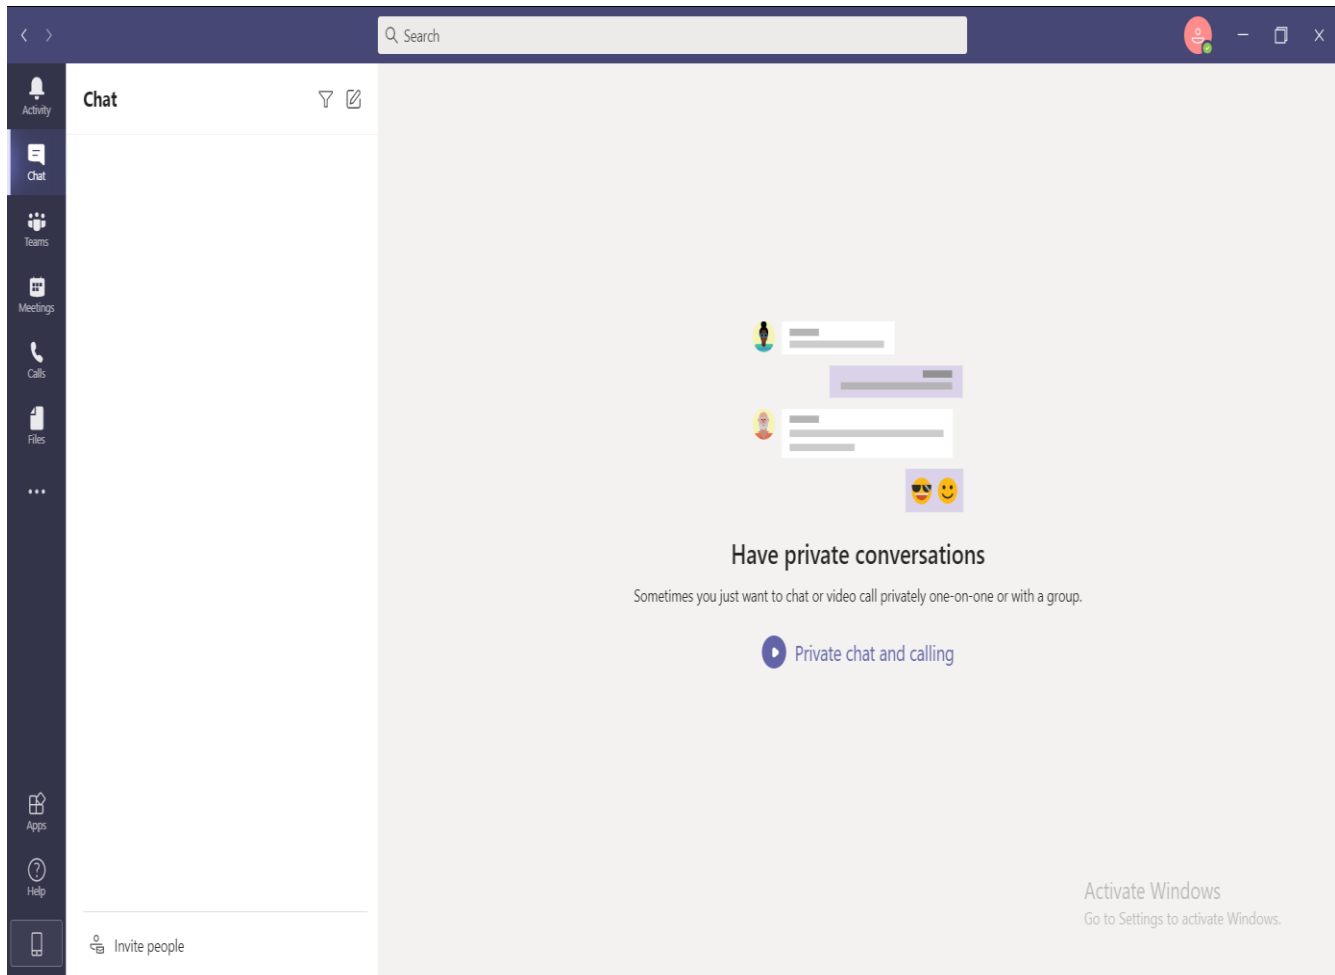 Search
Activity
Chat
Teams
Meetings
Calls
Files
Apps
Help
Chat
Invite people
Have private conversations
Sometimes you just want to chat or video call privately one-on-one or with a group.
Private chat and calling
Activate Windows
Go to Settings to activate Windows.